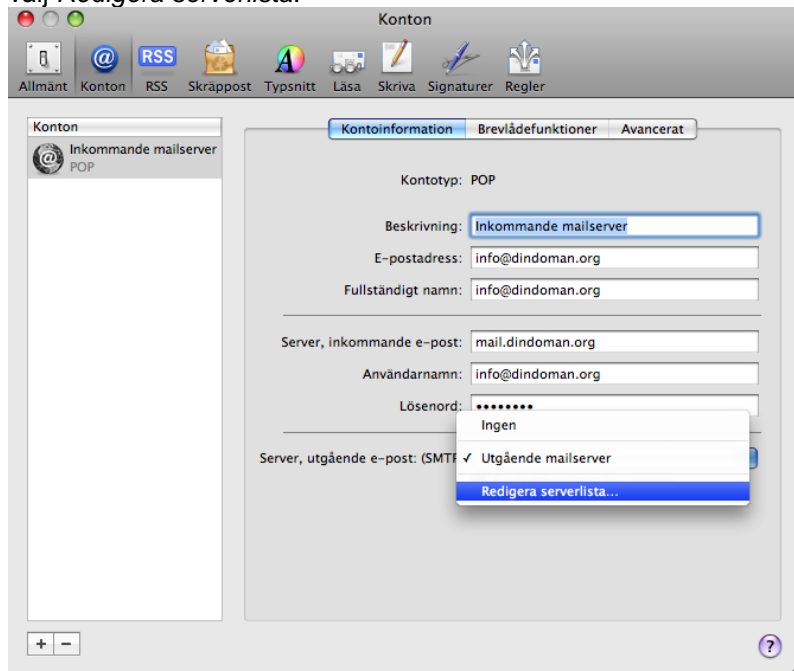 Välj Redigera serverlista.
Konton
@
RSS
A
Allmänt Konton RSS Skräppost Typsnitt Läsa Skriva Signaturer Regler
Konton
Kontoinformation Brevlådefunktioner Avancerat
@ Inkommande mailserver
POP
Kontotyp: POP
Beskrivning: Inkommande mailserver
E-postadress: info@dindoman.org
Fullständigt namn: info@dindoman.org
Server, inkommande e-post: mail.dindoman.org
Användarnamn: info@dindoman.org
Lösenord: ••••••••
Ingen
Server, utgående e-post: (SMTP ✓ Utgående mailserver
Redigera serverlista...
+ −
?